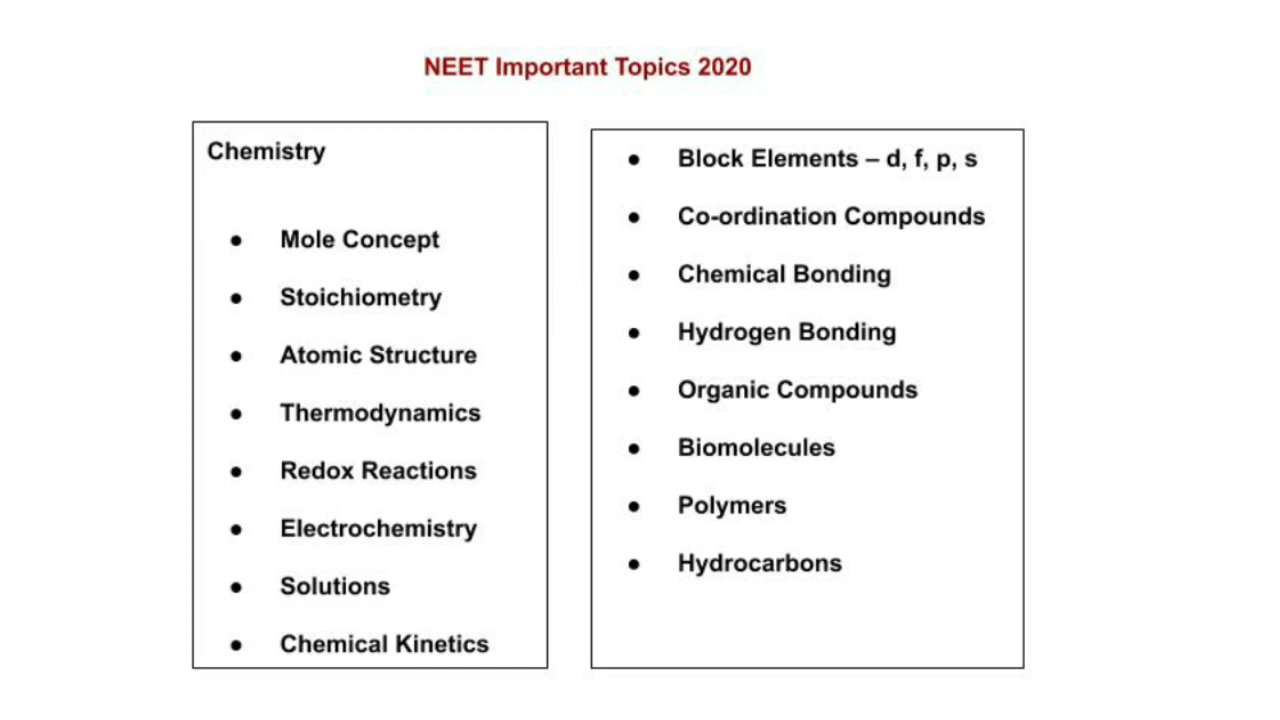 NEET Important Topics 2020
Chemistry
● Mole Concept
● Stoichiometry
● Atomic Structure
● Thermodynamics
● Redox Reactions
● Electrochemistry
● Solutions
● Chemical Kinetics
● Block Elements – d, f, p, s
● Co-ordination Compounds
● Chemical Bonding
● Hydrogen Bonding
● Organic Compounds
● Biomolecules
● Polymers
● Hydrocarbons